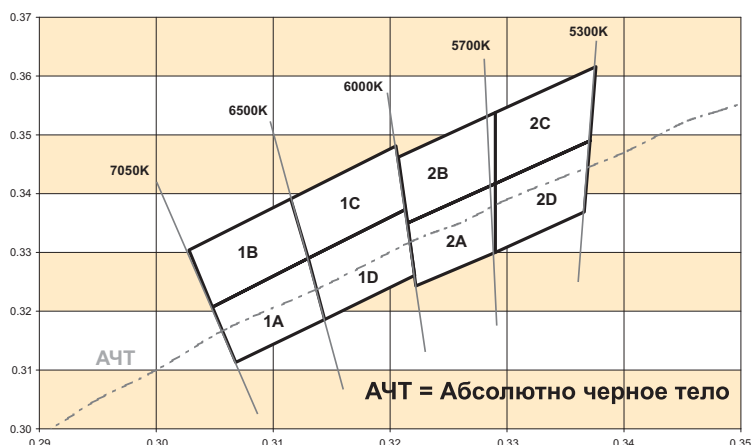 0.37
5300K
5700K
0.36
6000K
6500K
0.35
2C
2B
7050K
0.34
1C
2D
1B
2A
0.33
1D
0.32
1A
АЧТ
0.31
АЧТ = Абсолютно черное тело
0.30
0.29 0.30 0.31 0.32 0.33 0.34 0.35